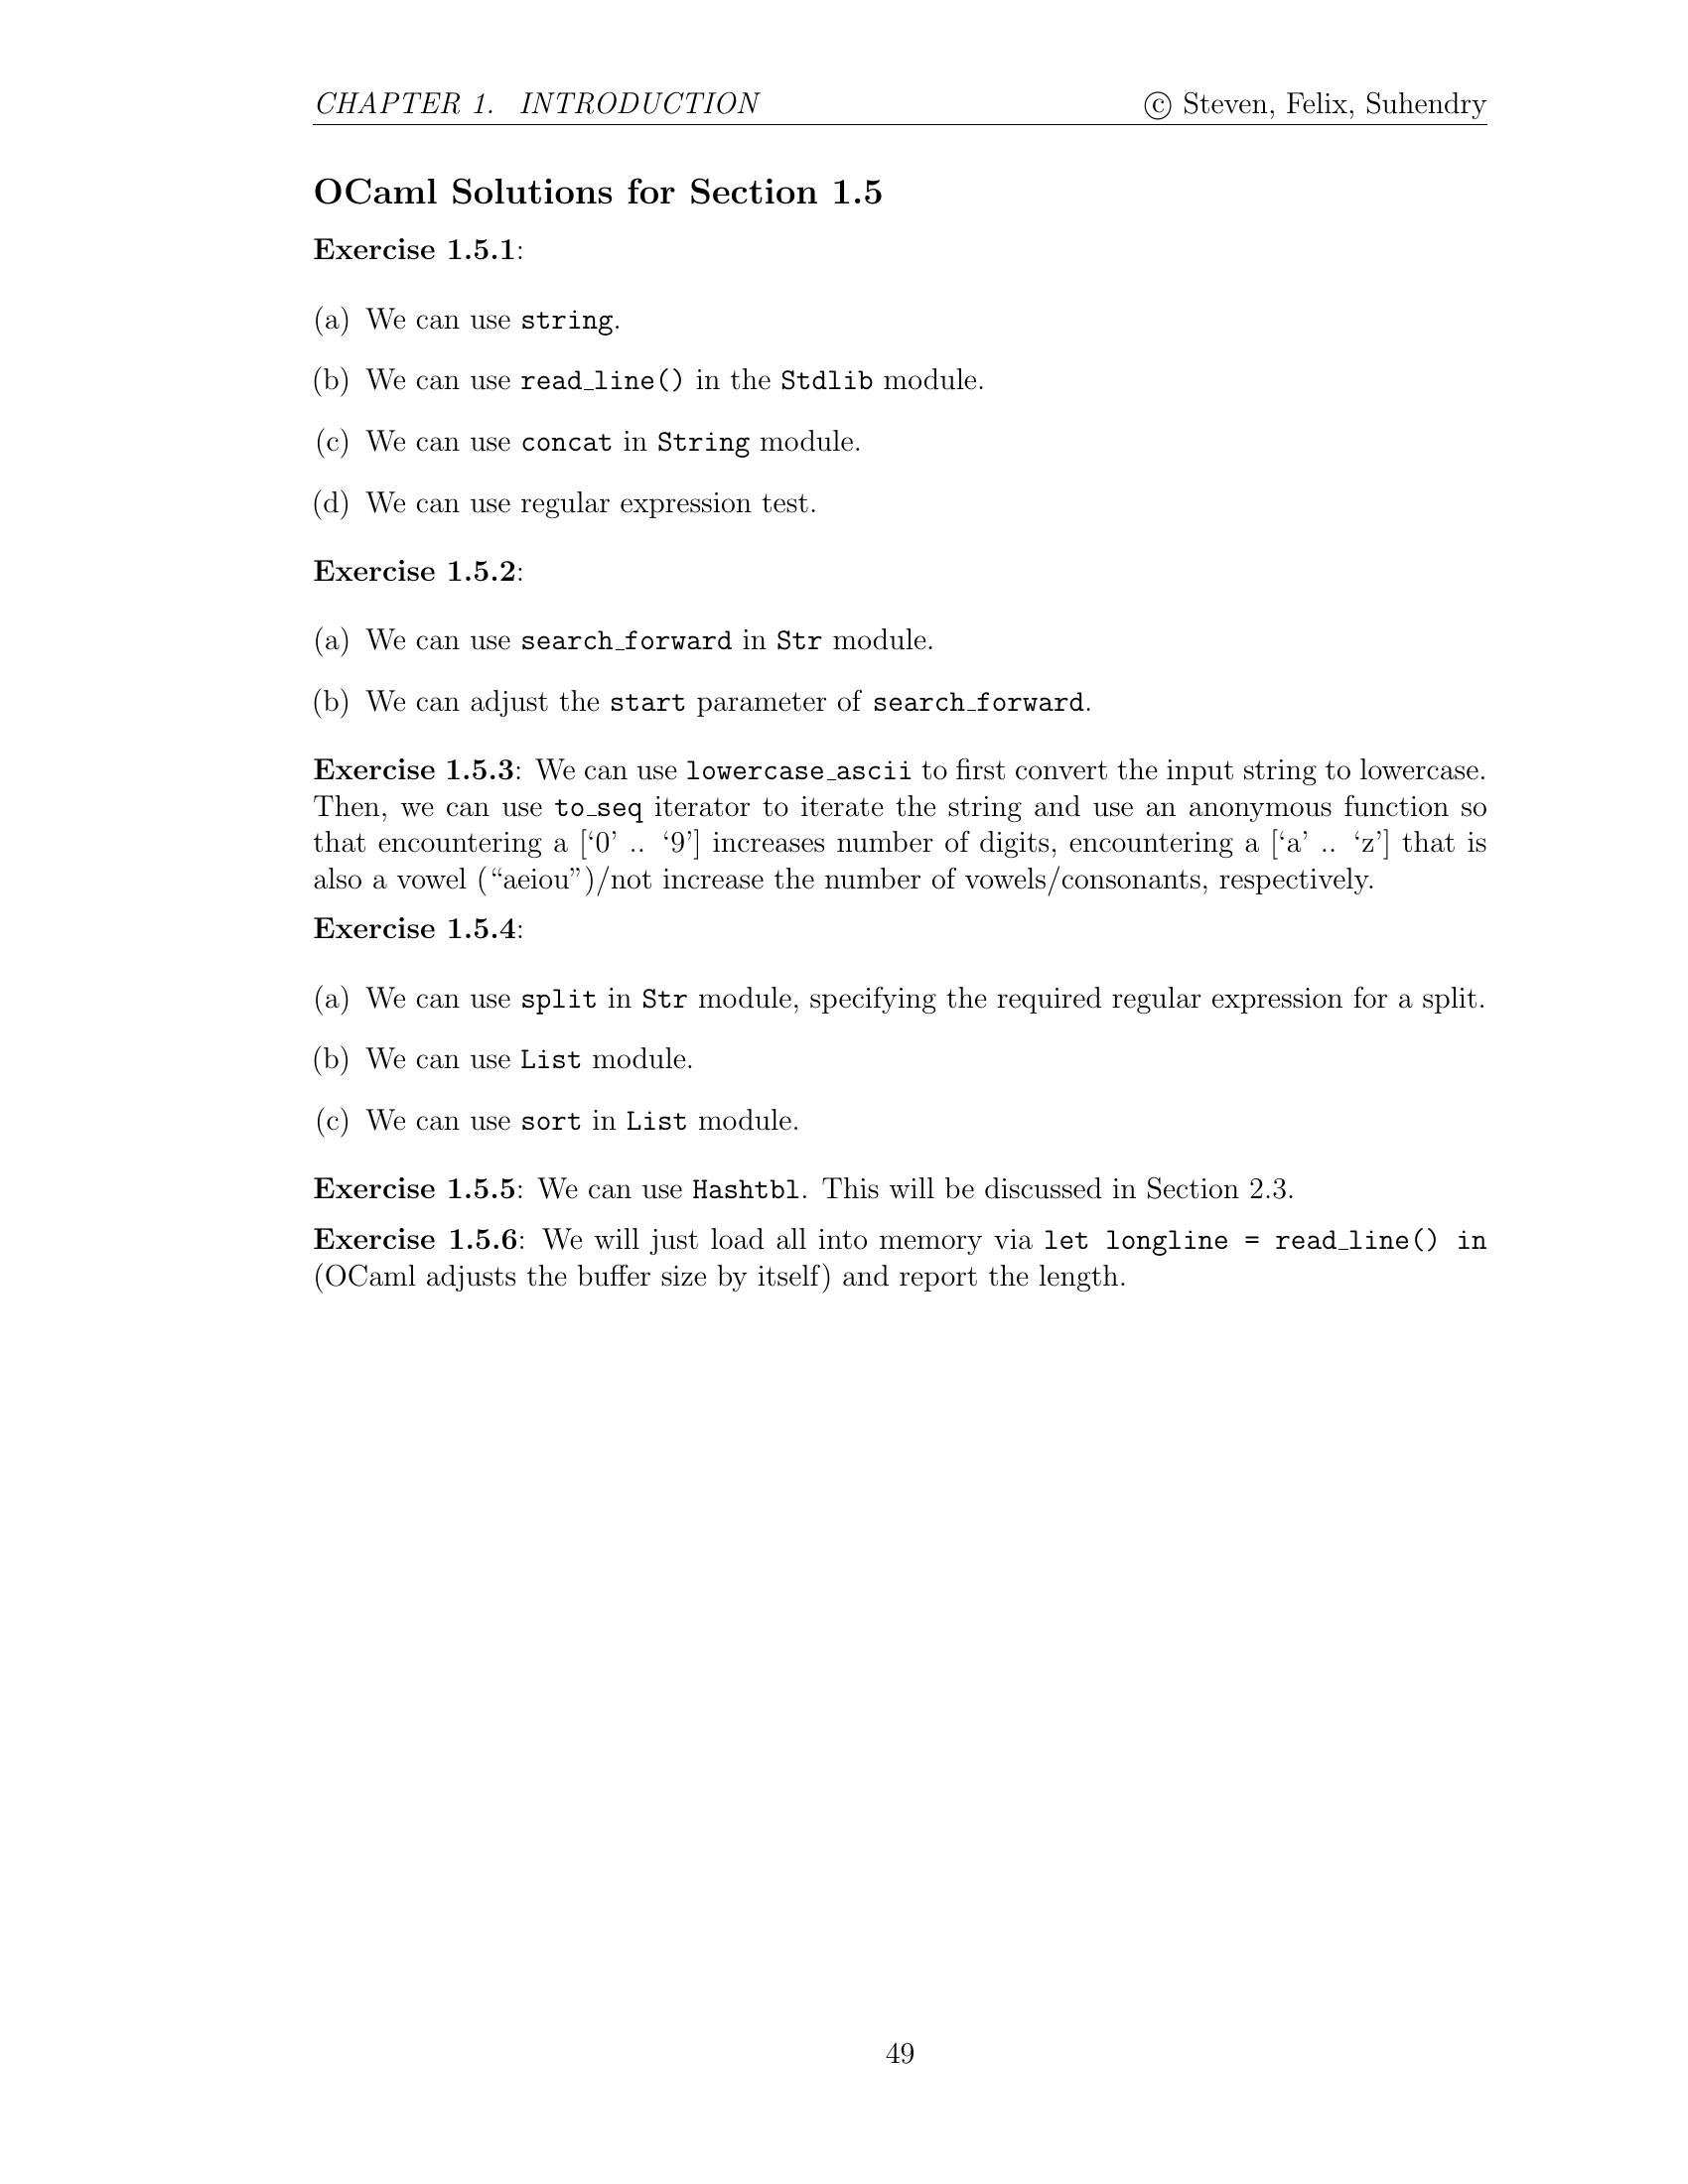 CHAPTER 1. INTRODUCTION © Steven, Felix, Suhendry
OCaml Solutions for Section 1.5
Exercise 1.5.1:
(a) We can use string.
(b) We can use read_line() in the Stdlib module.
(c) We can use concat in String module.
(d) We can use regular expression test.
Exercise 1.5.2:
(a) We can use search_forward in Str module.
(b) We can adjust the start parameter of search_forward.
Exercise 1.5.3: We can use lowercase_ascii to first convert the input string to lowercase.
Then, we can use to_seq iterator to iterate the string and use an anonymous function so
that encountering a [‘0’ .. ‘9’] increases number of digits, encountering a [‘a’ .. ‘z’] that is
also a vowel (“aeiou”)/not increase the number of vowels/consonants, respectively.
Exercise 1.5.4:
(a) We can use split in Str module, specifying the required regular expression for a split.
(b) We can use List module.
(c) We can use sort in List module.
Exercise 1.5.5: We can use Hashtbl. This will be discussed in Section 2.3.
Exercise 1.5.6: We will just load all into memory via let longline = read_line() in
(OCaml adjusts the buffer size by itself) and report the length.
49